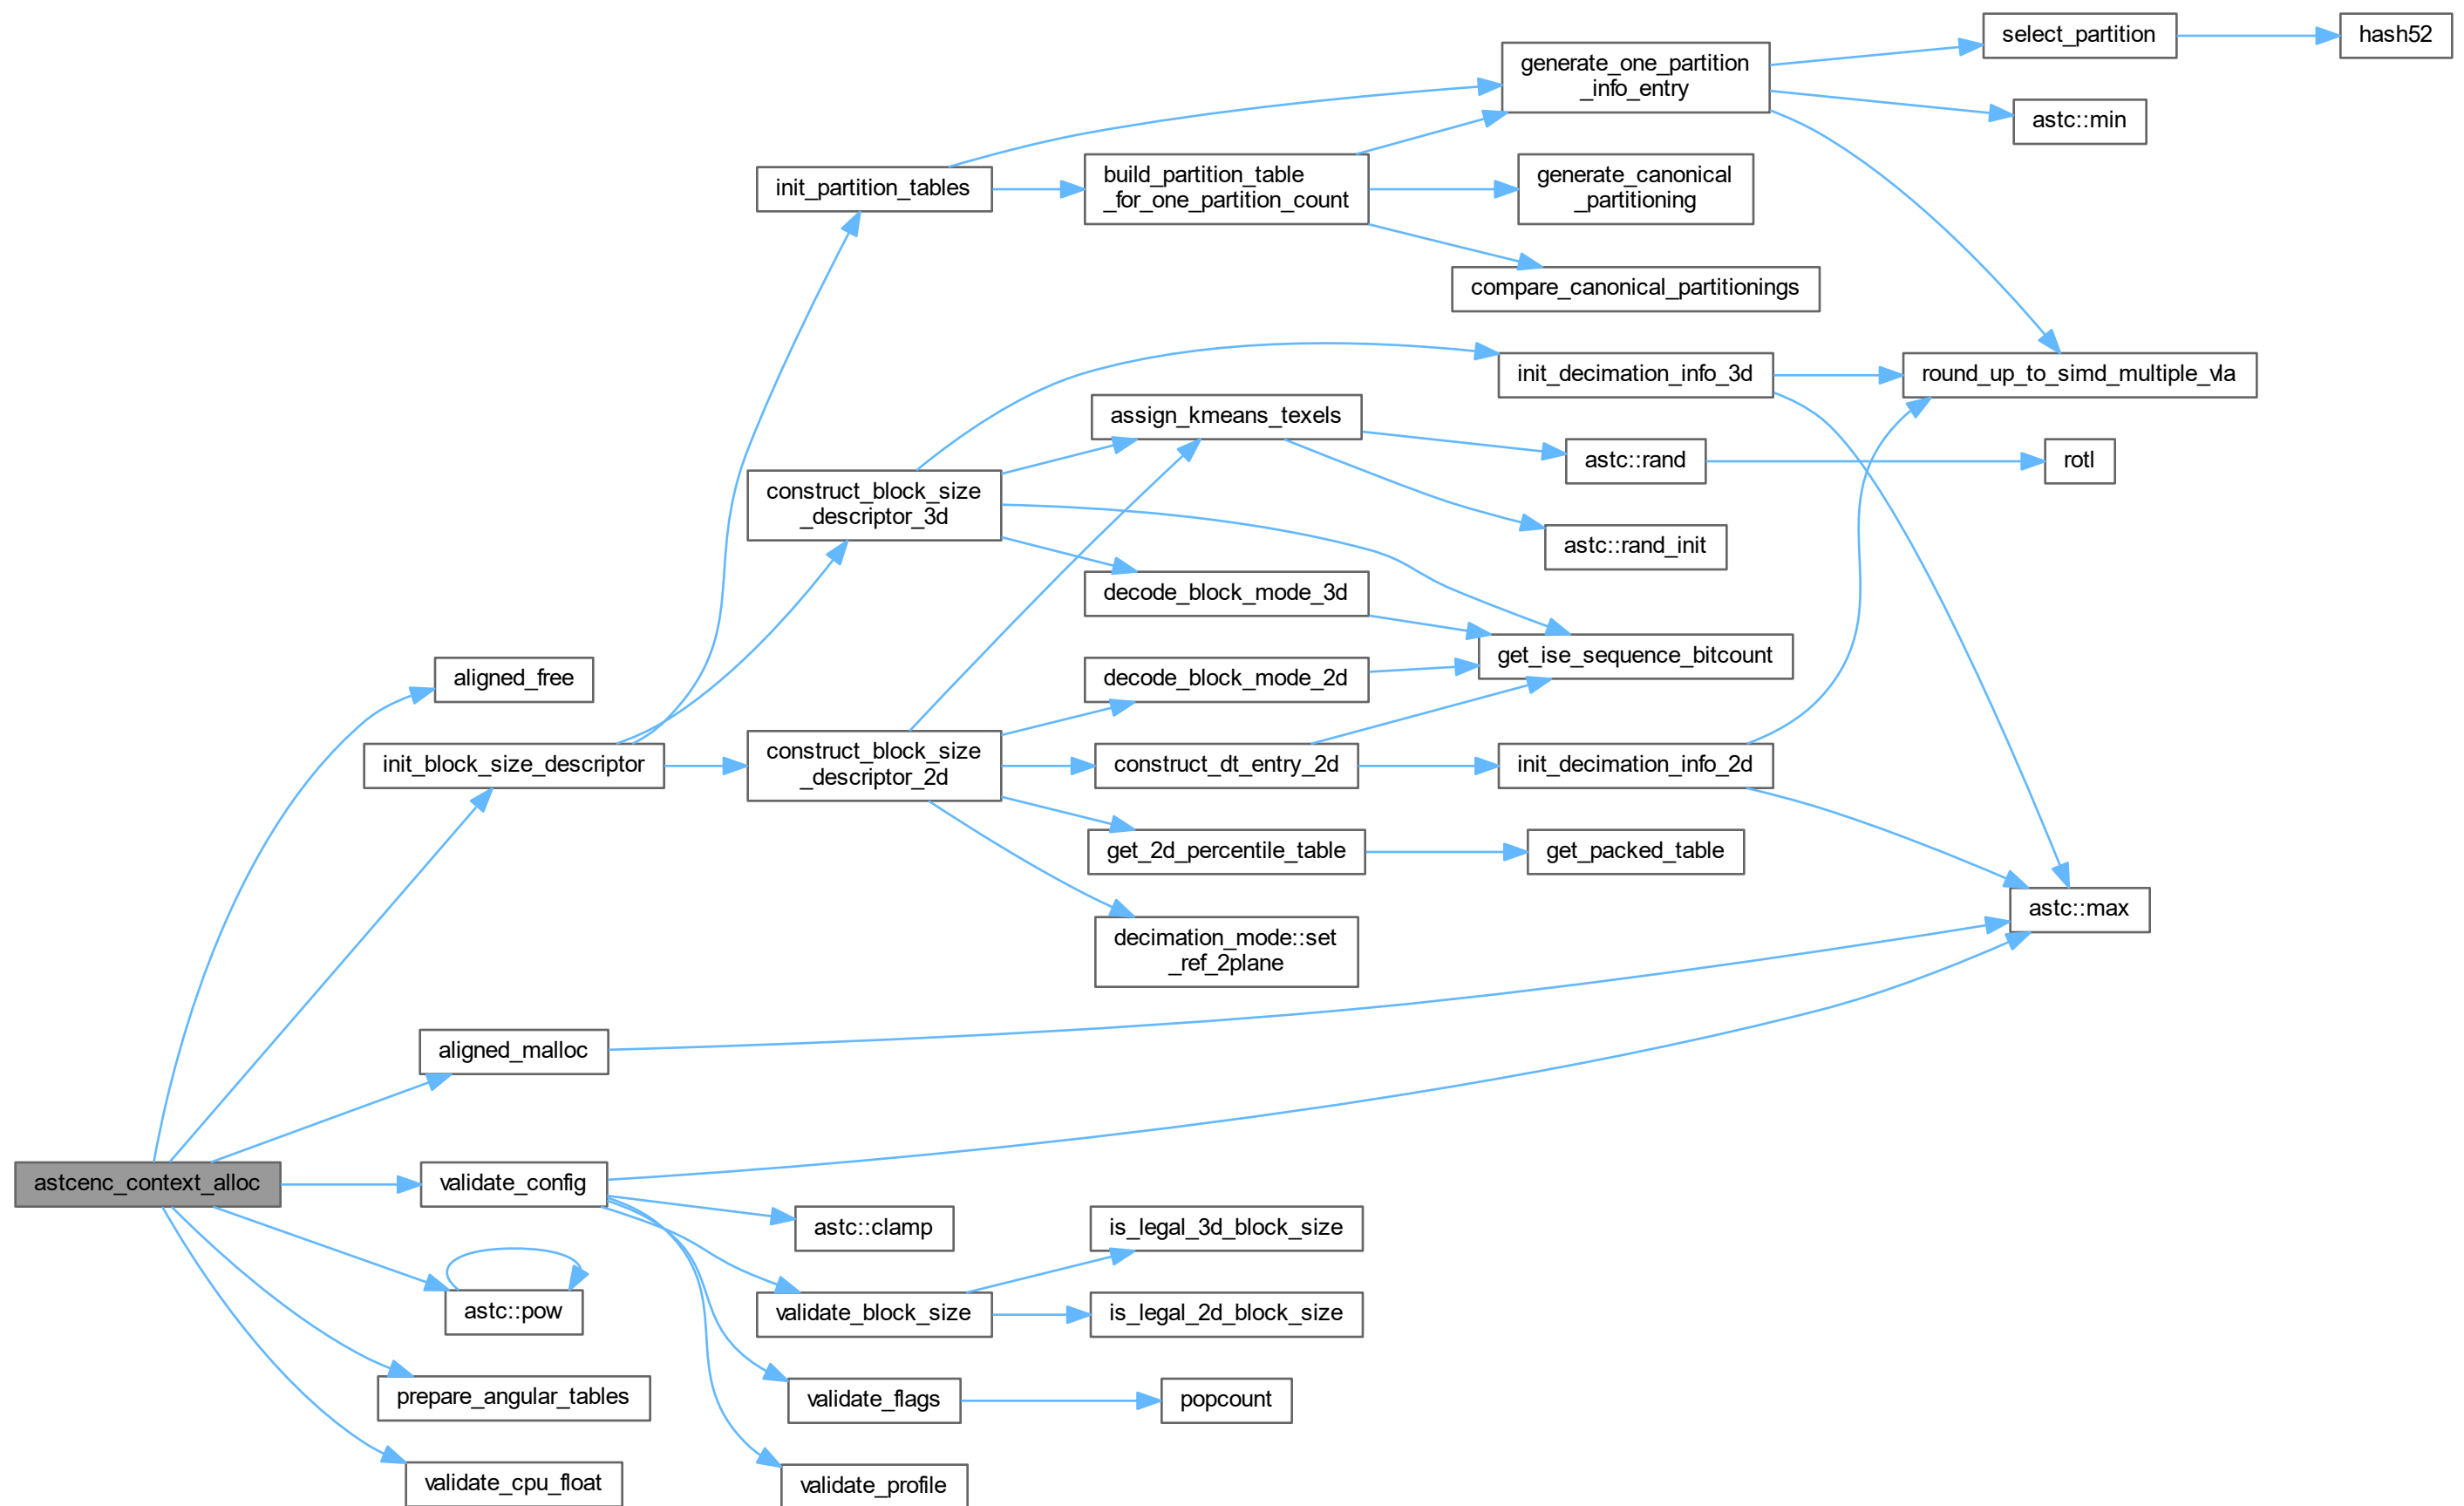 select_partition
hash52
generate_one_partition
_info_entry
astc::min
init_partition_tables
build_partition_table
_for_one_partition_count
generate_canonical
_partitioning
compare_canonical_partitionings
init_decimation_info_3d
round_up_to_simd_multiple_vla
assign_kmeans_texels
astc::rand
rotl
construct_block_size
_descriptor_3d
astc::rand_init
decode_block_mode_3d
get_ise_sequence_bitcount
aligned_free
decode_block_mode_2d
init_block_size_descriptor
construct_block_size
_descriptor_2d
construct_dt_entry_2d
init_decimation_info_2d
get_2d_percentile_table
get_packed_table
astc::max
decimation_mode::set
_ref_2plane
aligned_malloc
astcenc_context_alloc
validate_config
astc::clamp
is_legal_3d_block_size
astc::pow
validate_block_size
is_legal_2d_block_size
prepare_angular_tables
validate_flags
popcount
validate_cpu_float
validate_profile